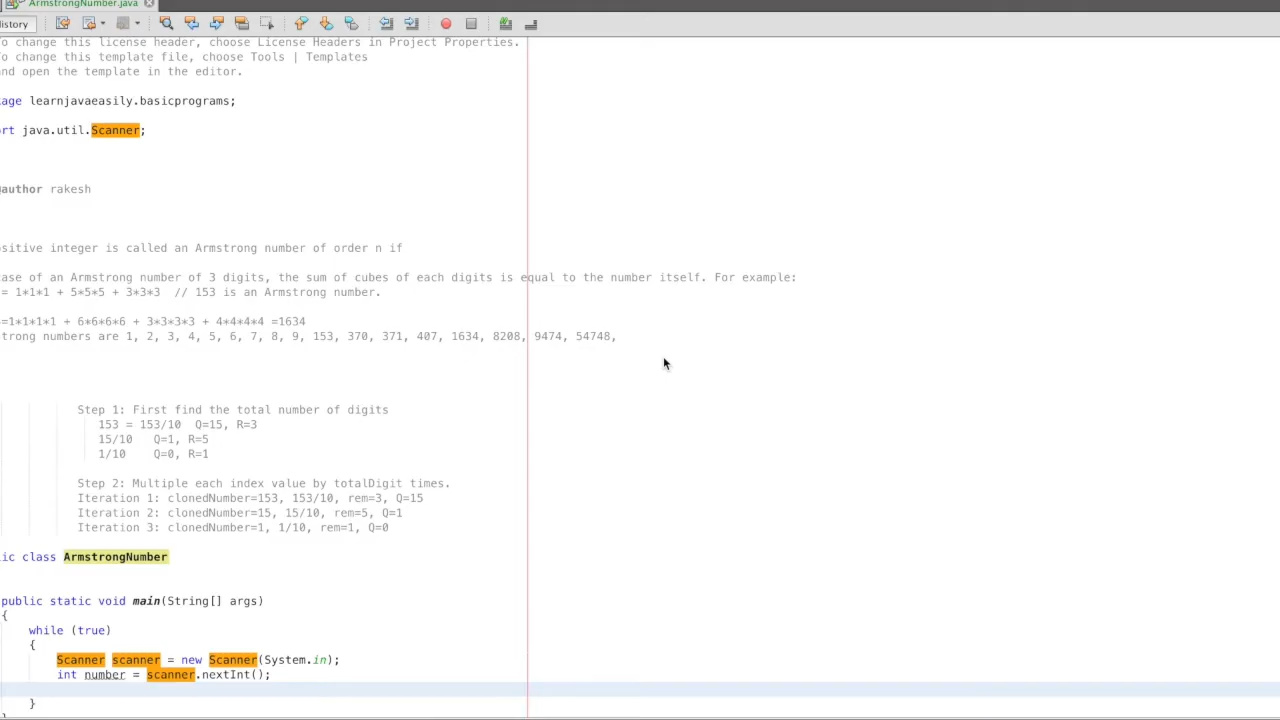 ArmstrongNumber.java
History
To change this license header, choose License Headers in Project Properties.
To change this template file, choose Tools | Templates
and open the template in the editor.
age learnjavaeasily.basicprograms;
rt java.util.Scanner;
@author rakesh
sitive integer is called an Armstrong number of order n if
ase of an Armstrong number of 3 digits, the sum of cubes of each digits is equal to the number itself. For example:
= 1*1*1 + 5*5*5 + 3*3*3 // 153 is an Armstrong number.
=1*1*1*1 + 6*6*6*6 + 3*3*3*3 + 4*4*4*4 =1634
strong numbers are 1, 2, 3, 4, 5, 6, 7, 8, 9, 153, 370, 371, 407, 1634, 8208, 9474, 54748,
Step 1: First find the total number of digits
153 = 153/10 Q=15, R=3
15/10 Q=1, R=5
1/10 Q=0, R=1
Step 2: Multiple each index value by totalDigit times.
Iteration 1: clonedNumber=153, 153/10, rem=3, Q=15
Iteration 2: clonedNumber=15, 15/10, rem=5, Q=1
Iteration 3: clonedNumber=1, 1/10, rem=1, Q=0
ic class ArmstrongNumber
public static void main(String[] args)
{
while (true)
{
Scanner scanner = new Scanner(System.in);
int number = scanner.nextInt();
}
}